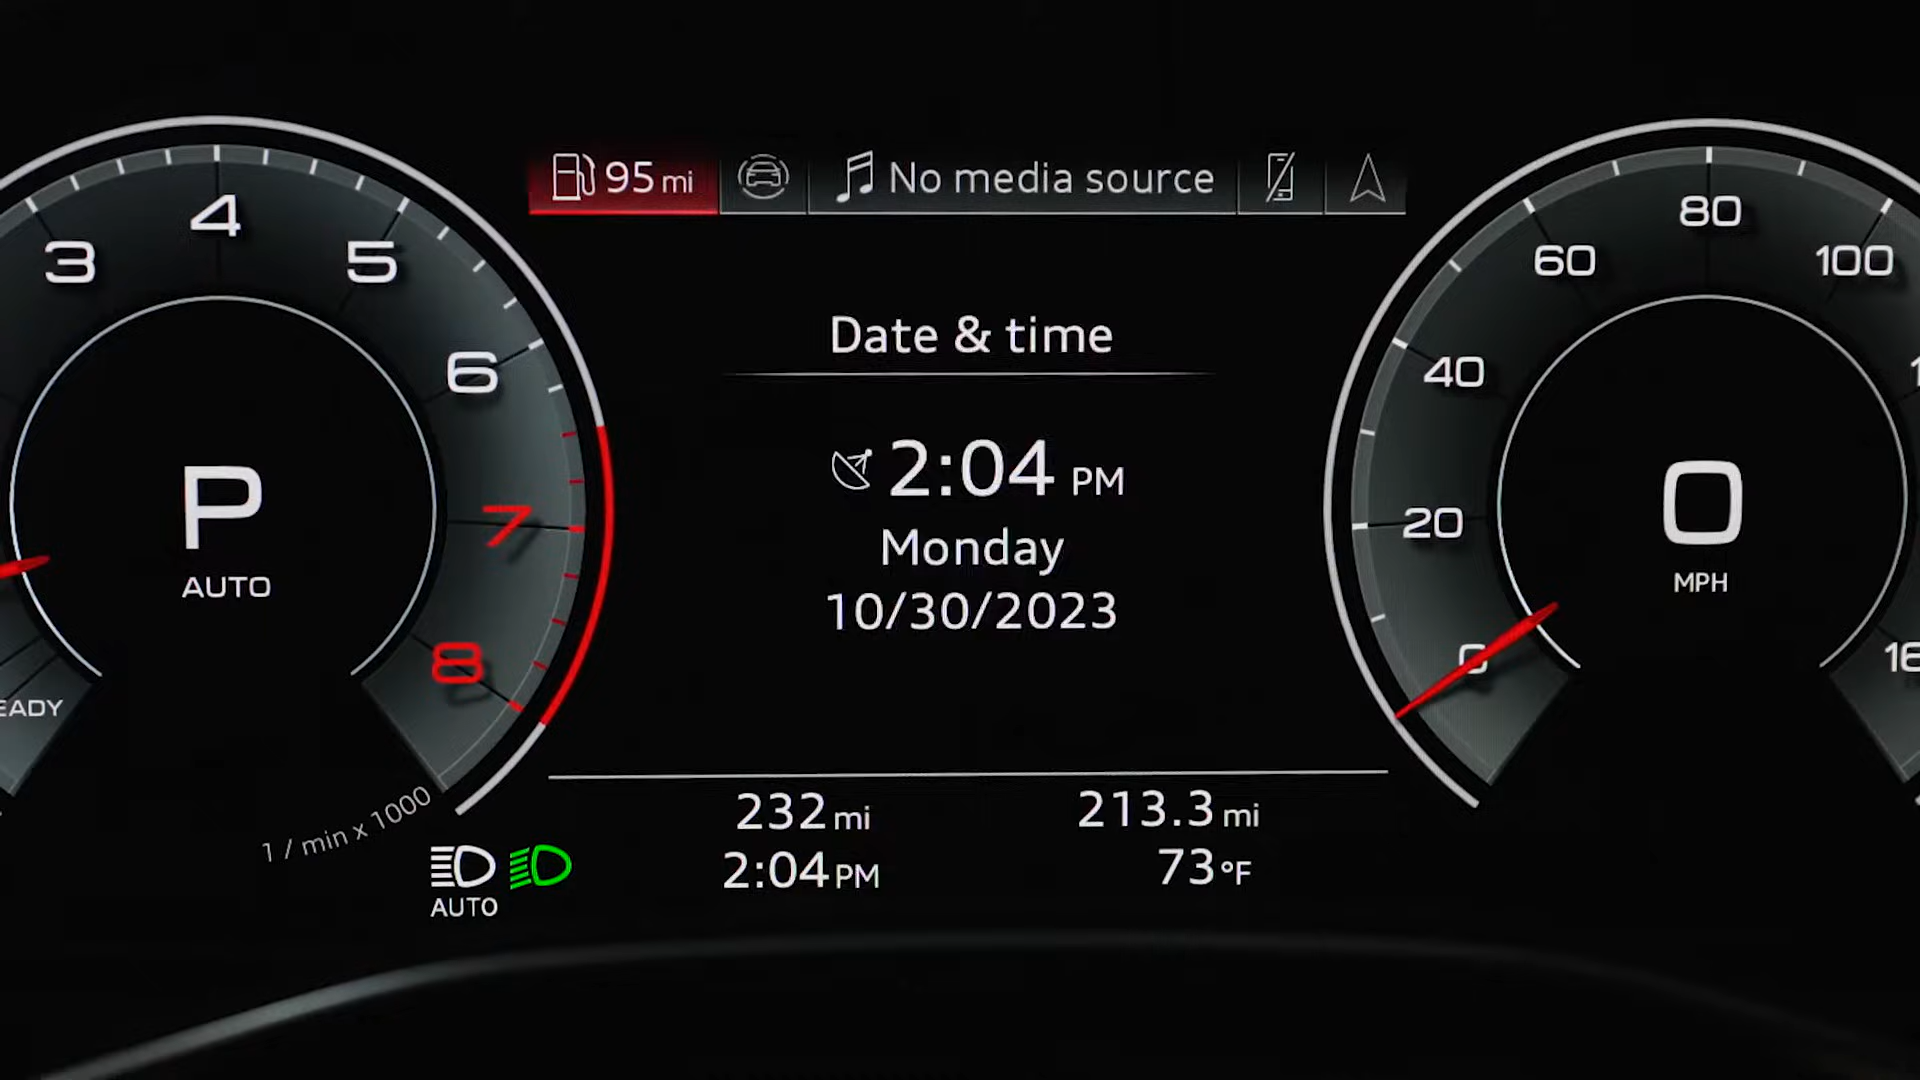 95 mi
No media source
3
4
5
6
7
8
P
AUTO
1 / min x 1000
Date & time
2:04 PM
Monday
10/30/2023
20
40
60
80
100
0
MPH
232 mi
213.3 mi
2:04 PM
73 °F
AUTO